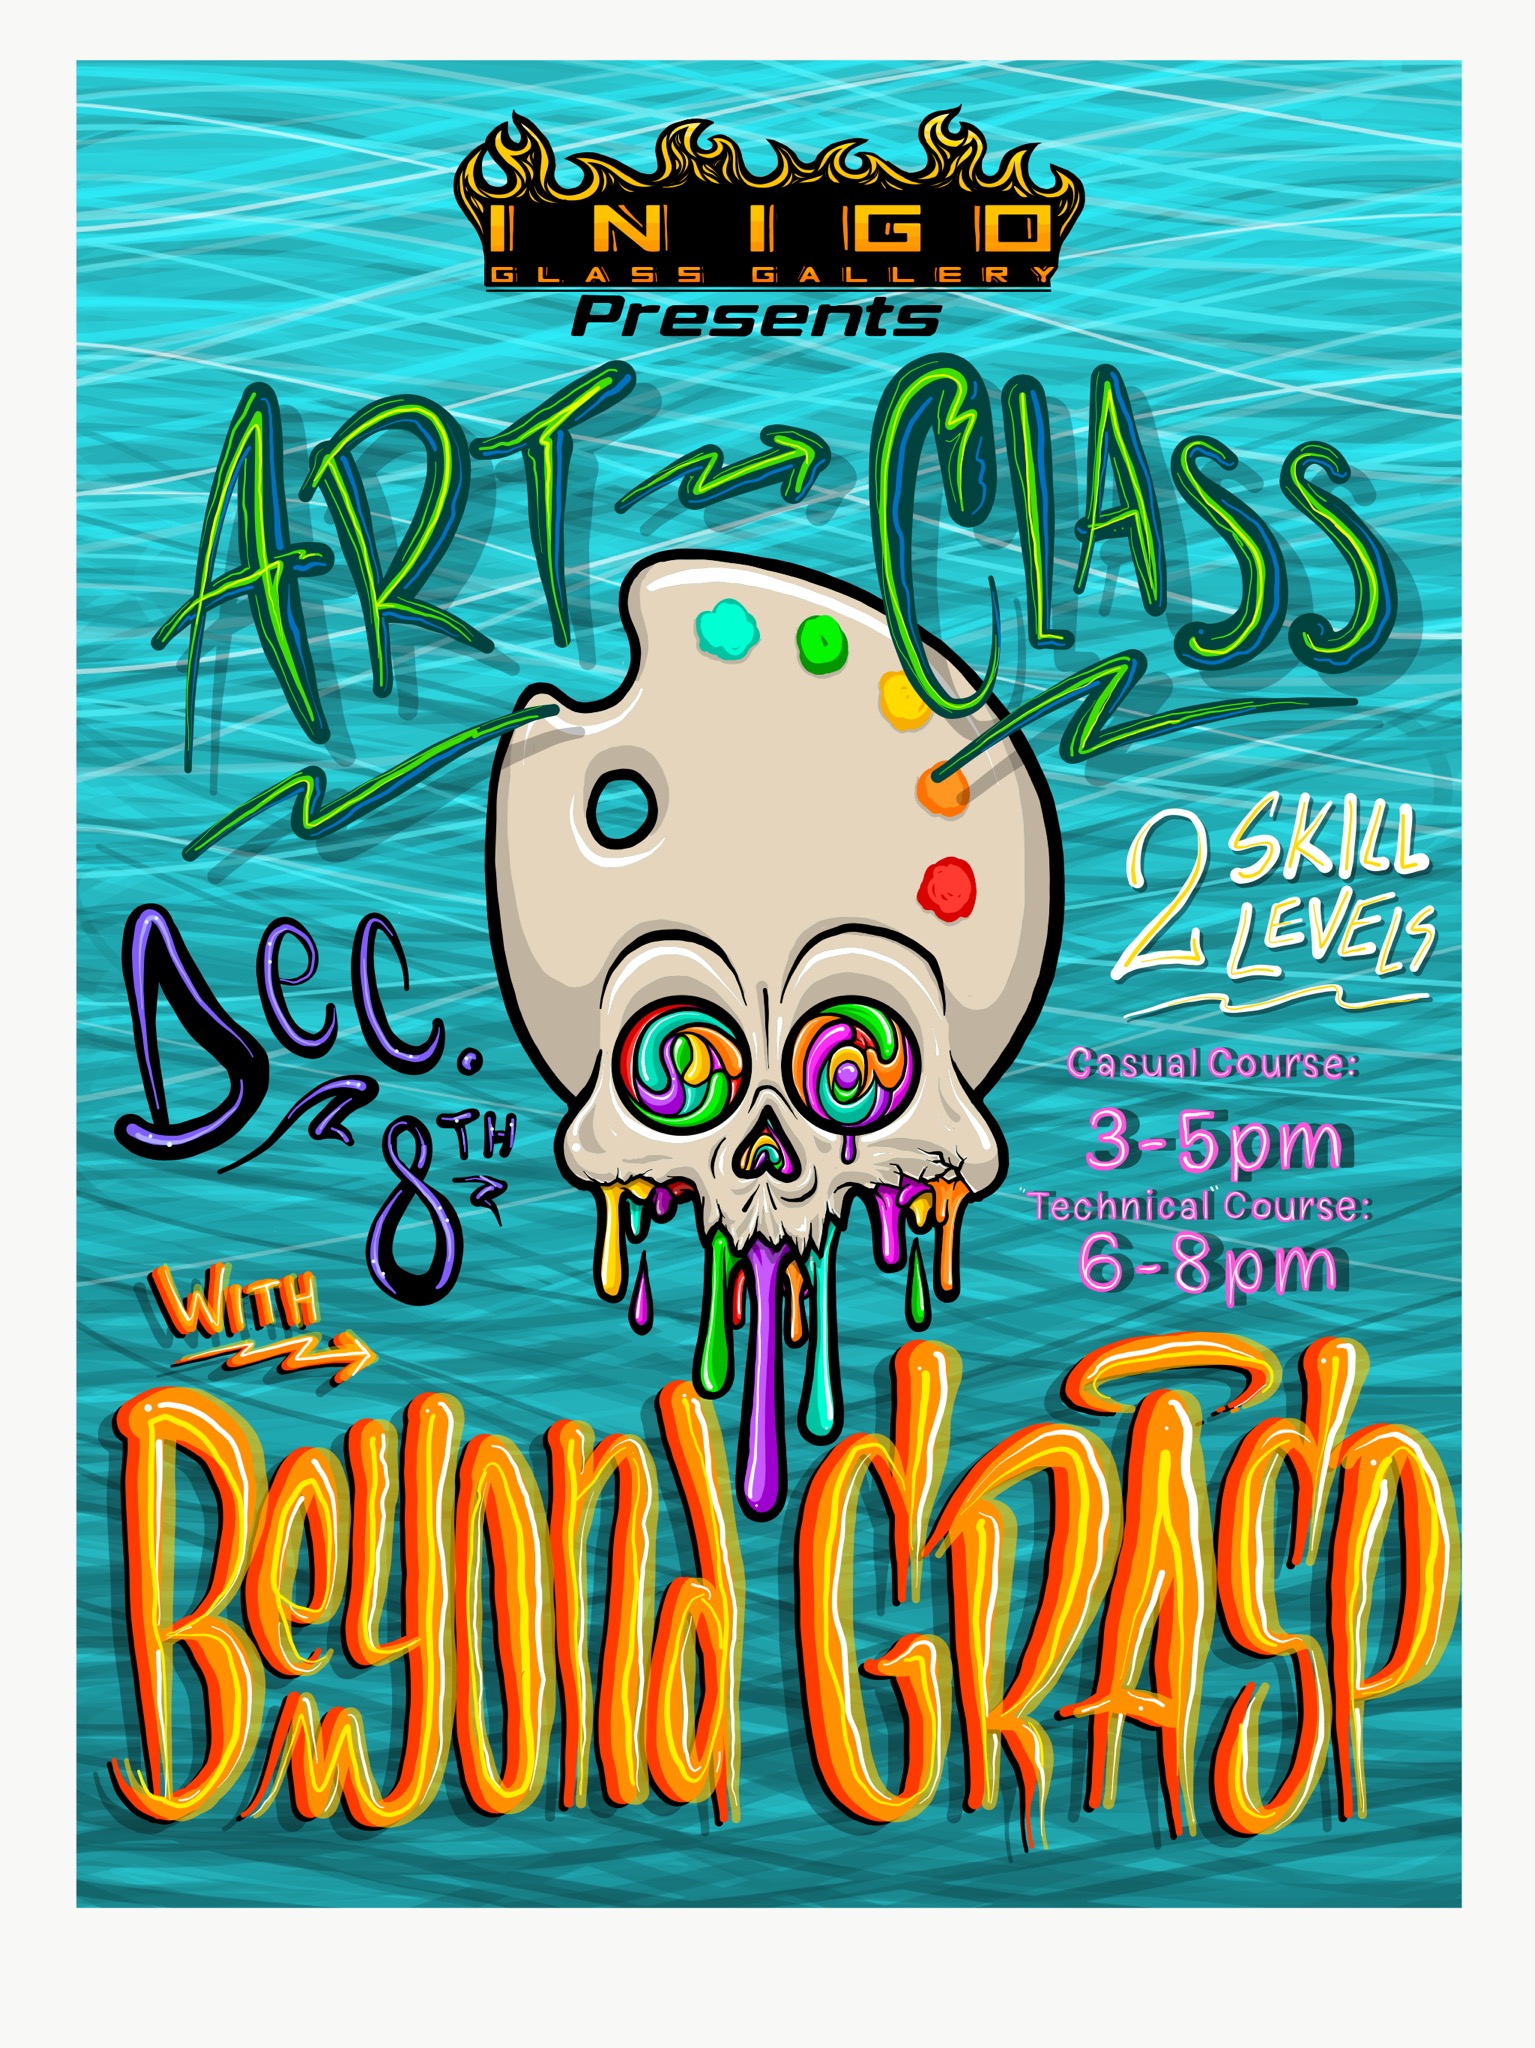 INIGO
GLASS GALLERY
Presents
ART CLASS
2 SKILL
LEVELS
Dec.
8TH
Casual Course:
3-5pm
"Technical" Course:
6-8pm
WITH
Beyond GRASP